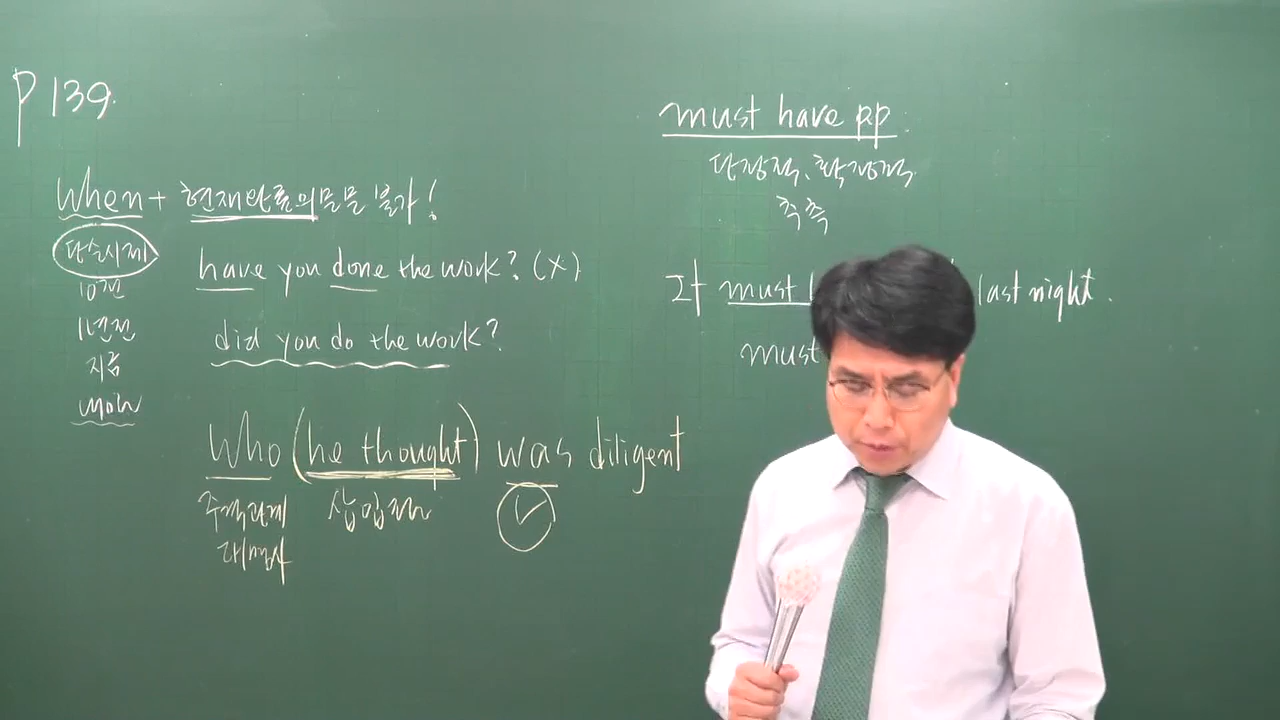 P 139.
When + 현재완료의문문 불가!
단순시제
have you done the work? (X)
10년전
1년전
did you do the work?
지금
now
Who (he thought) was diligent
주격관계 삽입절
대명사
must have pp.
단정적, 확정적
추측
It must last night.
must